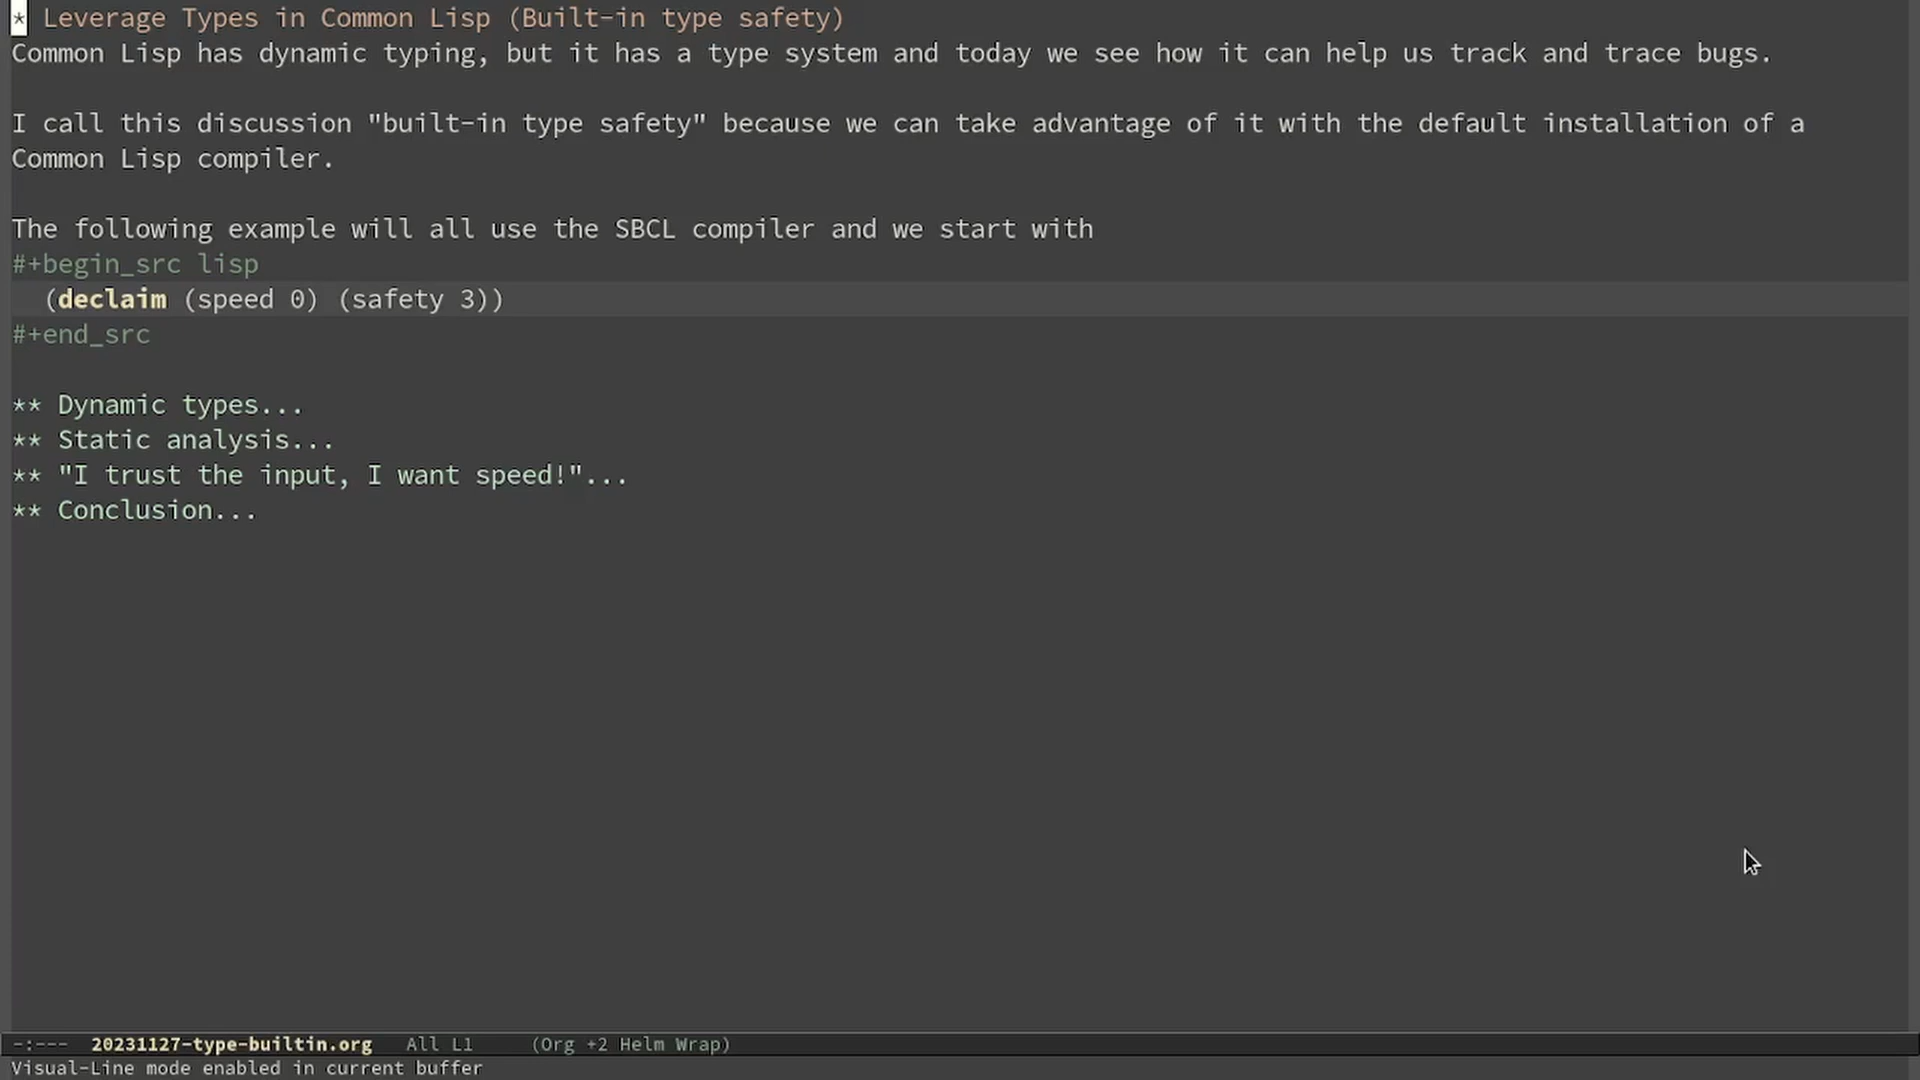 * Leverage Types in Common Lisp (Built-in type safety)
Common Lisp has dynamic typing, but it has a type system and today we see how it can help us track and trace bugs.
I call this discussion "built-in type safety" because we can take advantage of it with the default installation of a
Common Lisp compiler.
The following example will all use the SBCL compiler and we start with
#+begin_src lisp
(declaim (speed 0) (safety 3))
#+end_src
** Dynamic types...
** Static analysis...
** "I trust the input, I want speed!"...
** Conclusion...
-:--- 20231127-type-builtin.org All L1 (Org +2 Helm Wrap)
Visual-Line mode enabled in current buffer